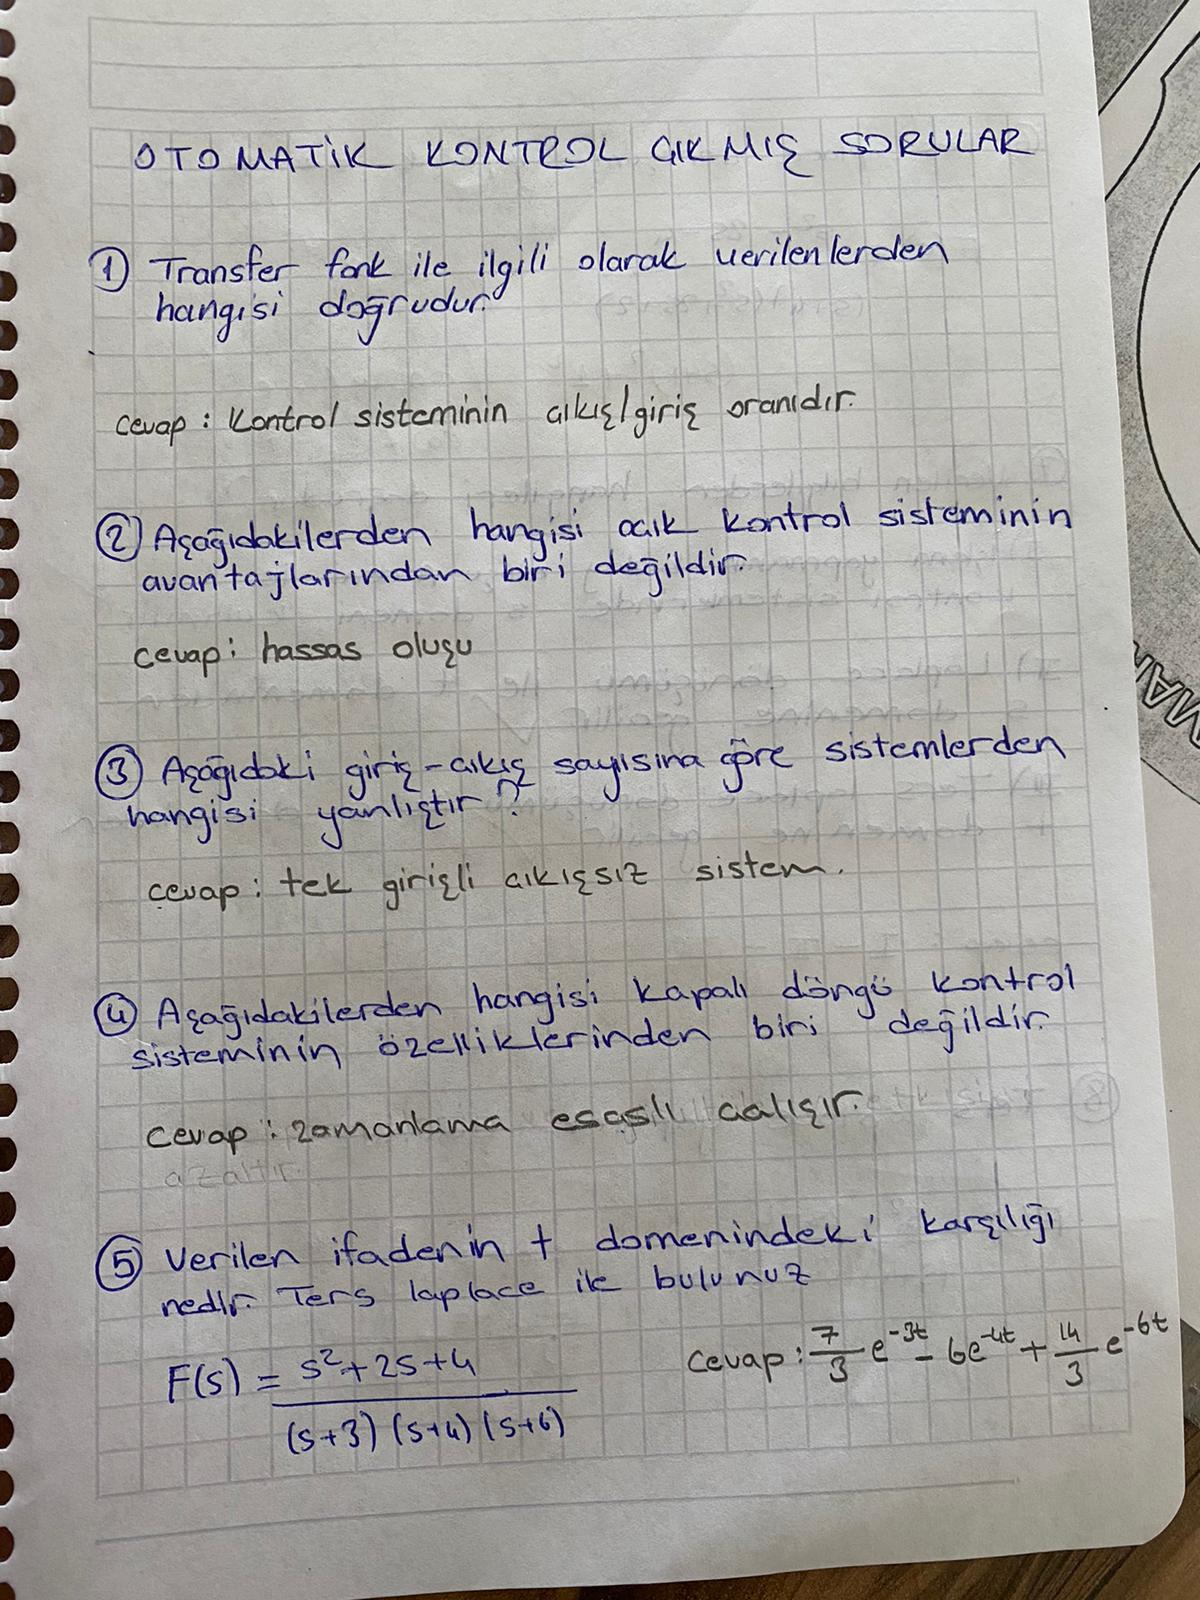 OTOMATİK KONTROL ÇIKMIŞ SORULAR
① Transfer fonk ile ilgili olarak verilenlerden
hangisi doğrudur.
cevap : Kontrol sisteminin çıkış/giriş oranıdır.
② Aşağıdakilerden hangisi açık kontrol sisteminin
avantajlarından biri değildir.
cevap : hassas oluşu
③ Aşağıdaki giriş-çıkış sayısına göre sistemlerden
hangisi yanlıştır?
cevap : tek girişli çıkışsız sistem.
④ Aşağıdakilerden hangisi kapalı döngü kontrol
sisteminin özelliklerinden biri değildir.
cevap : zamanlama esaslı çalışır.
azaltır.
⑤ Verilen ifadenin t domenindeki karşılığı
nedir. Ters laplace ile bulunuz
F(s) = s²+2s+4 / (s+3)(s+4)(s+6)
cevap : 7/3 e^-3t - 6e^-4t + 14/3 e^-6t
MAN